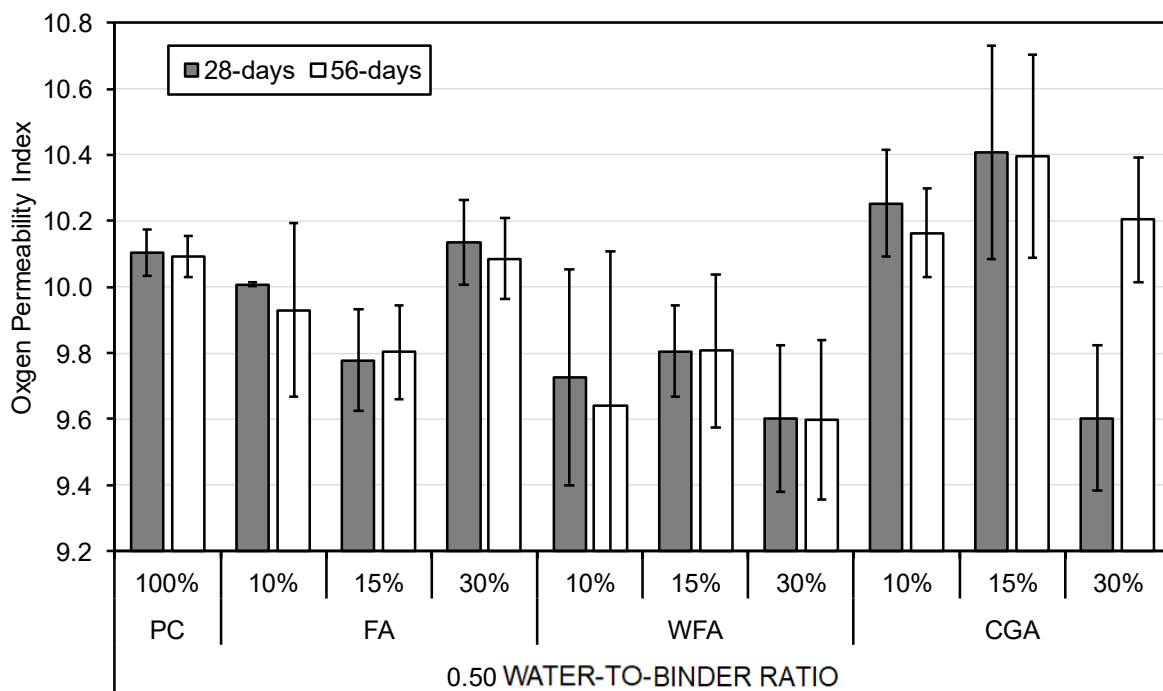 10.8
10.6
10.4
10.2
10.0
9.8
9.6
9.4
9.2
Oxgen Permeability Index
28-days 56-days
100% 10% 15% 30% 10% 15% 30% 10% 15% 30%
PC FA WFA CGA
0.50 WATER-TO-BINDER RATIO